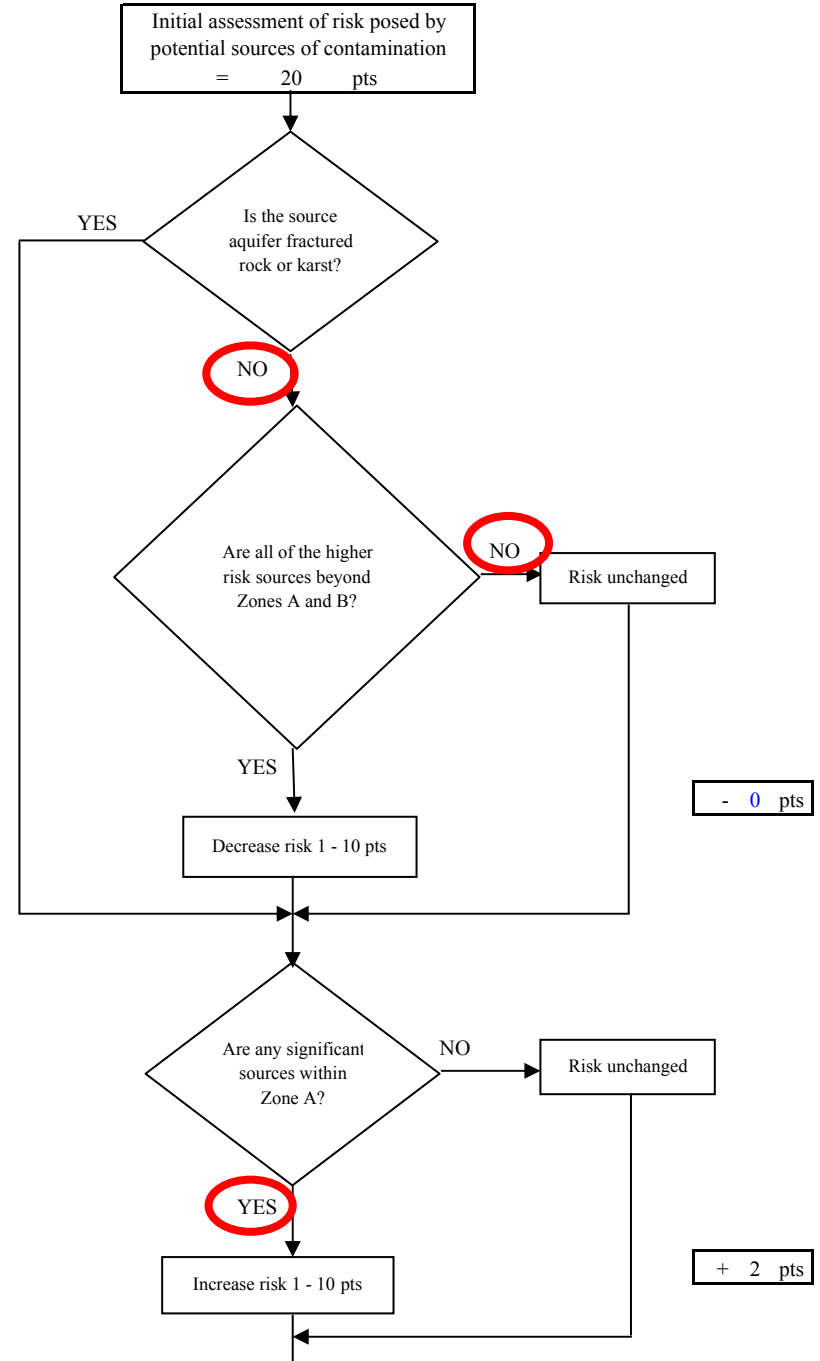 Initial assessment of risk posed by
potential sources of contamination
= 20 pts
YES
Is the source
aquifer fractured
rock or karst?
NO
Are all of the higher
risk sources beyond
Zones A and B?
NO
Risk unchanged
YES
- 0 pts
Decrease risk 1 - 10 pts
Are any significant
sources within
Zone A?
NO
Risk unchanged
YES
+ 2 pts
Increase risk 1 - 10 pts